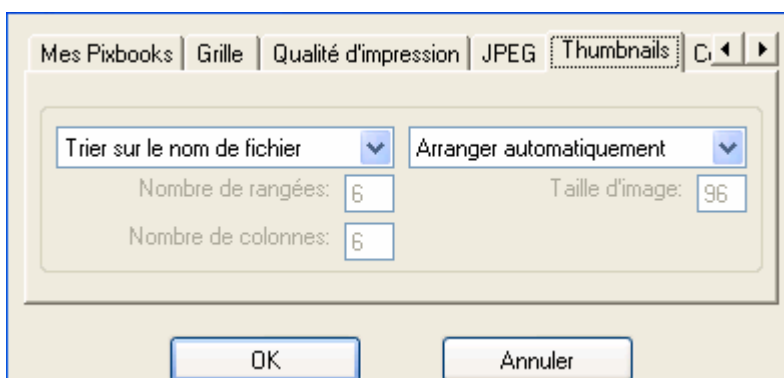 Mes Pixbooks Grille Qualité d'impression JPEG Thumbnails
Trier sur le nom de fichier Arranger automatiquement
Nombre de rangées: 6 Taille d'image: 96
Nombre de colonnes: 6
OK Annuler